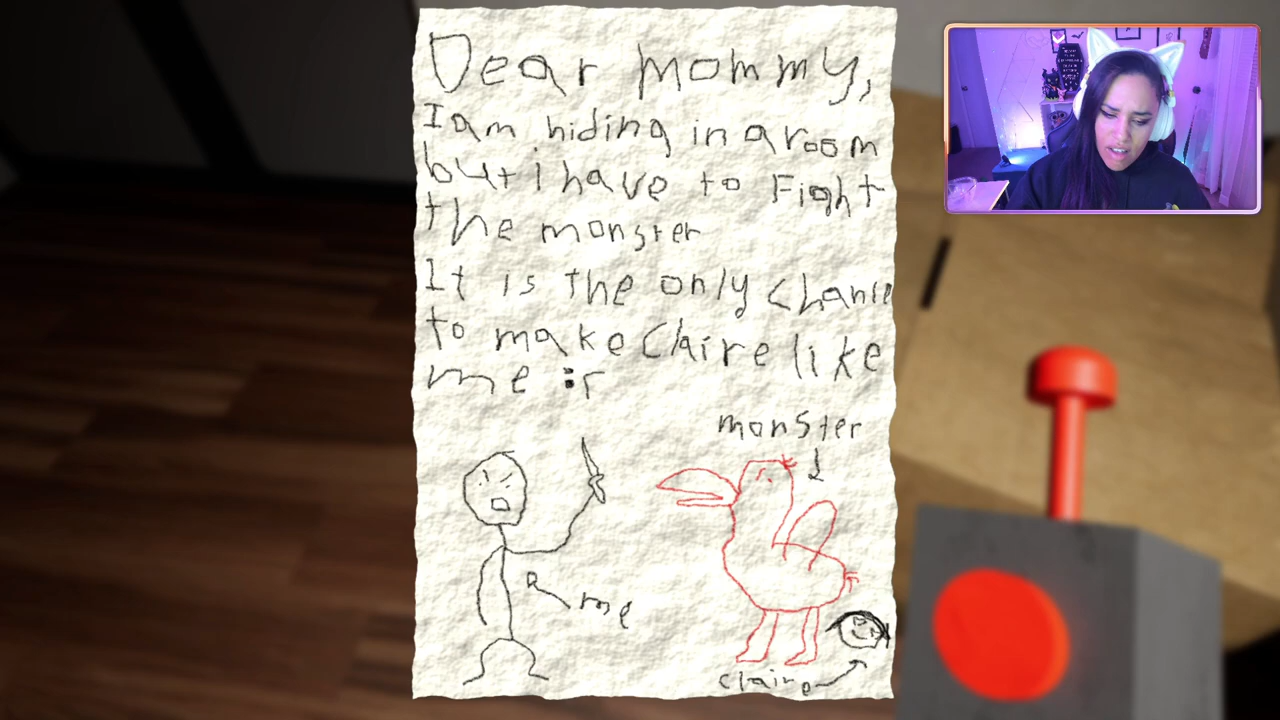 Dear Mommy,
I am hiding in a room
but i have to Fight
the monster
It is the only chance
to make Claire like
me :r
monster
me
Claire